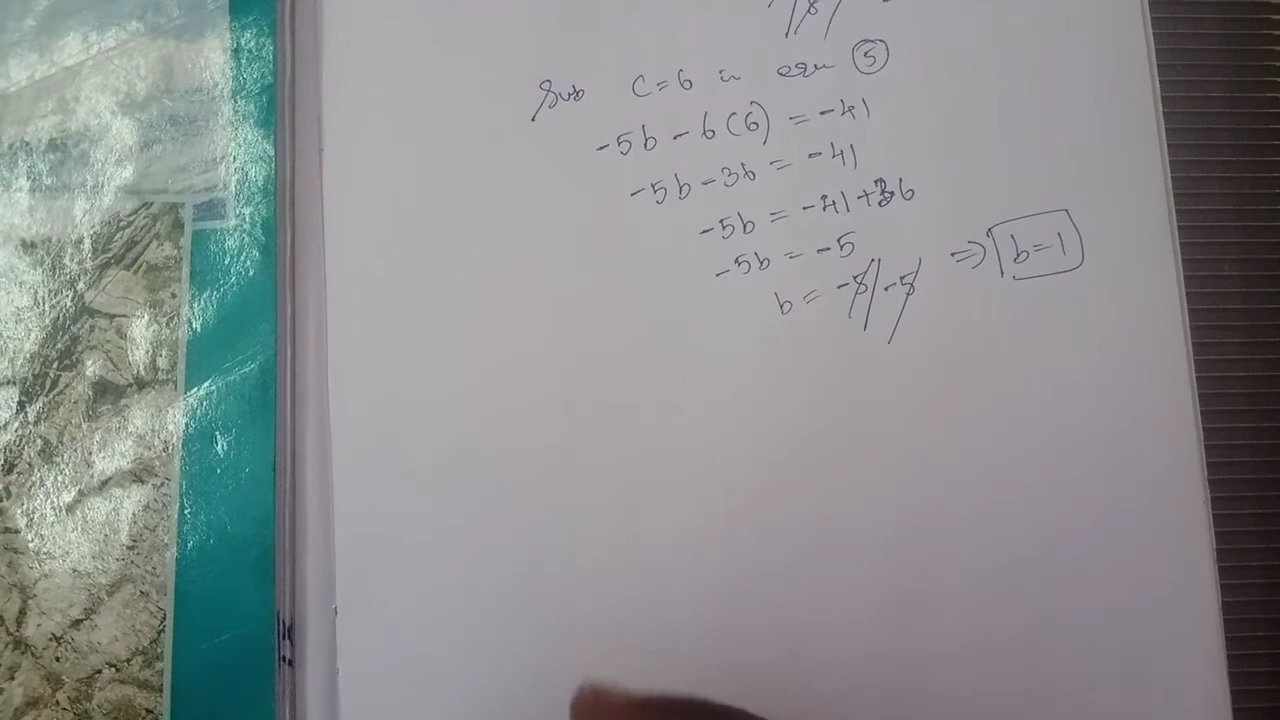 Sub C=6 in equ ⑤
-5b - 6(6) = -41
-5b - 36 = -41
-5b = -41+36
-5b = -5
b = -5/-5 ⇒ b=1